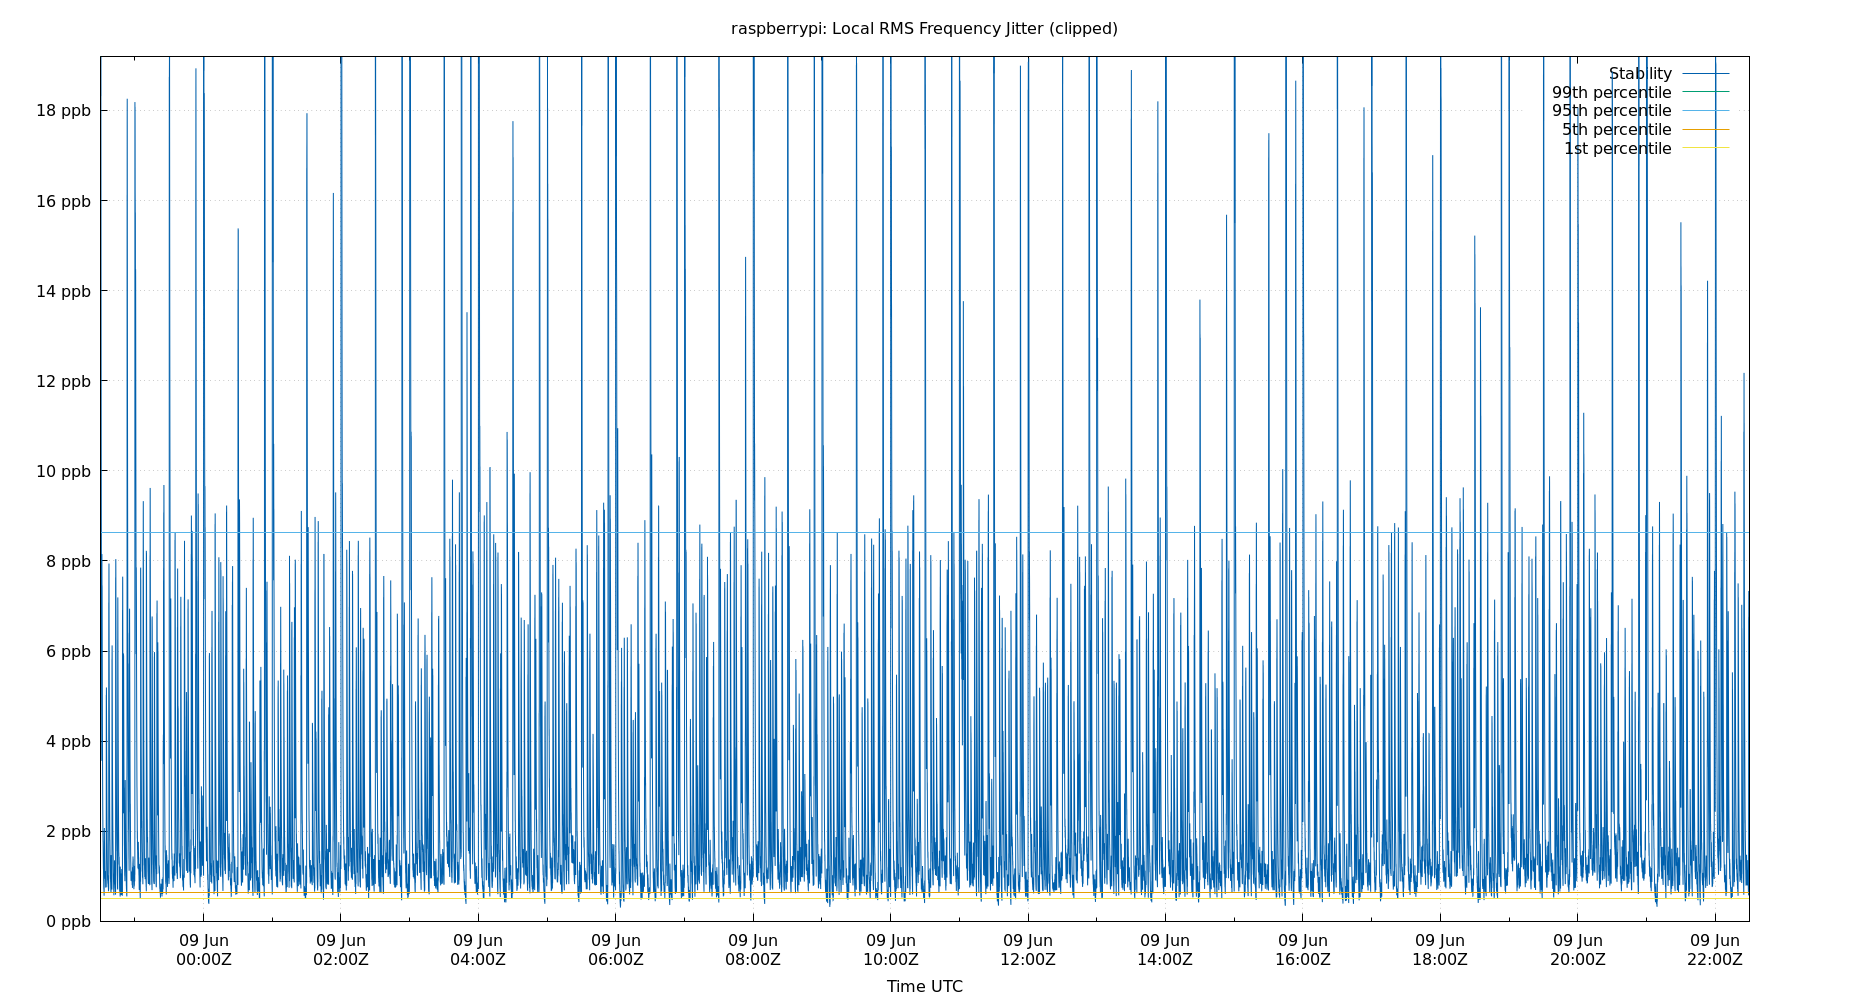 raspberrypi: Local RMS Frequency Jitter (clipped)
Stability
99th percentile
95th percentile
5th percentile
1st percentile
18 ppb
16 ppb
14 ppb
12 ppb
10 ppb
8 ppb
6 ppb
4 ppb
2 ppb
0 ppb
09 Jun 09 Jun 09 Jun 09 Jun 09 Jun 09 Jun 09 Jun 09 Jun 09 Jun 09 Jun 09 Jun 09 Jun
00:00Z 02:00Z 04:00Z 06:00Z 08:00Z 10:00Z 12:00Z 14:00Z 16:00Z 18:00Z 20:00Z 22:00Z
Time UTC